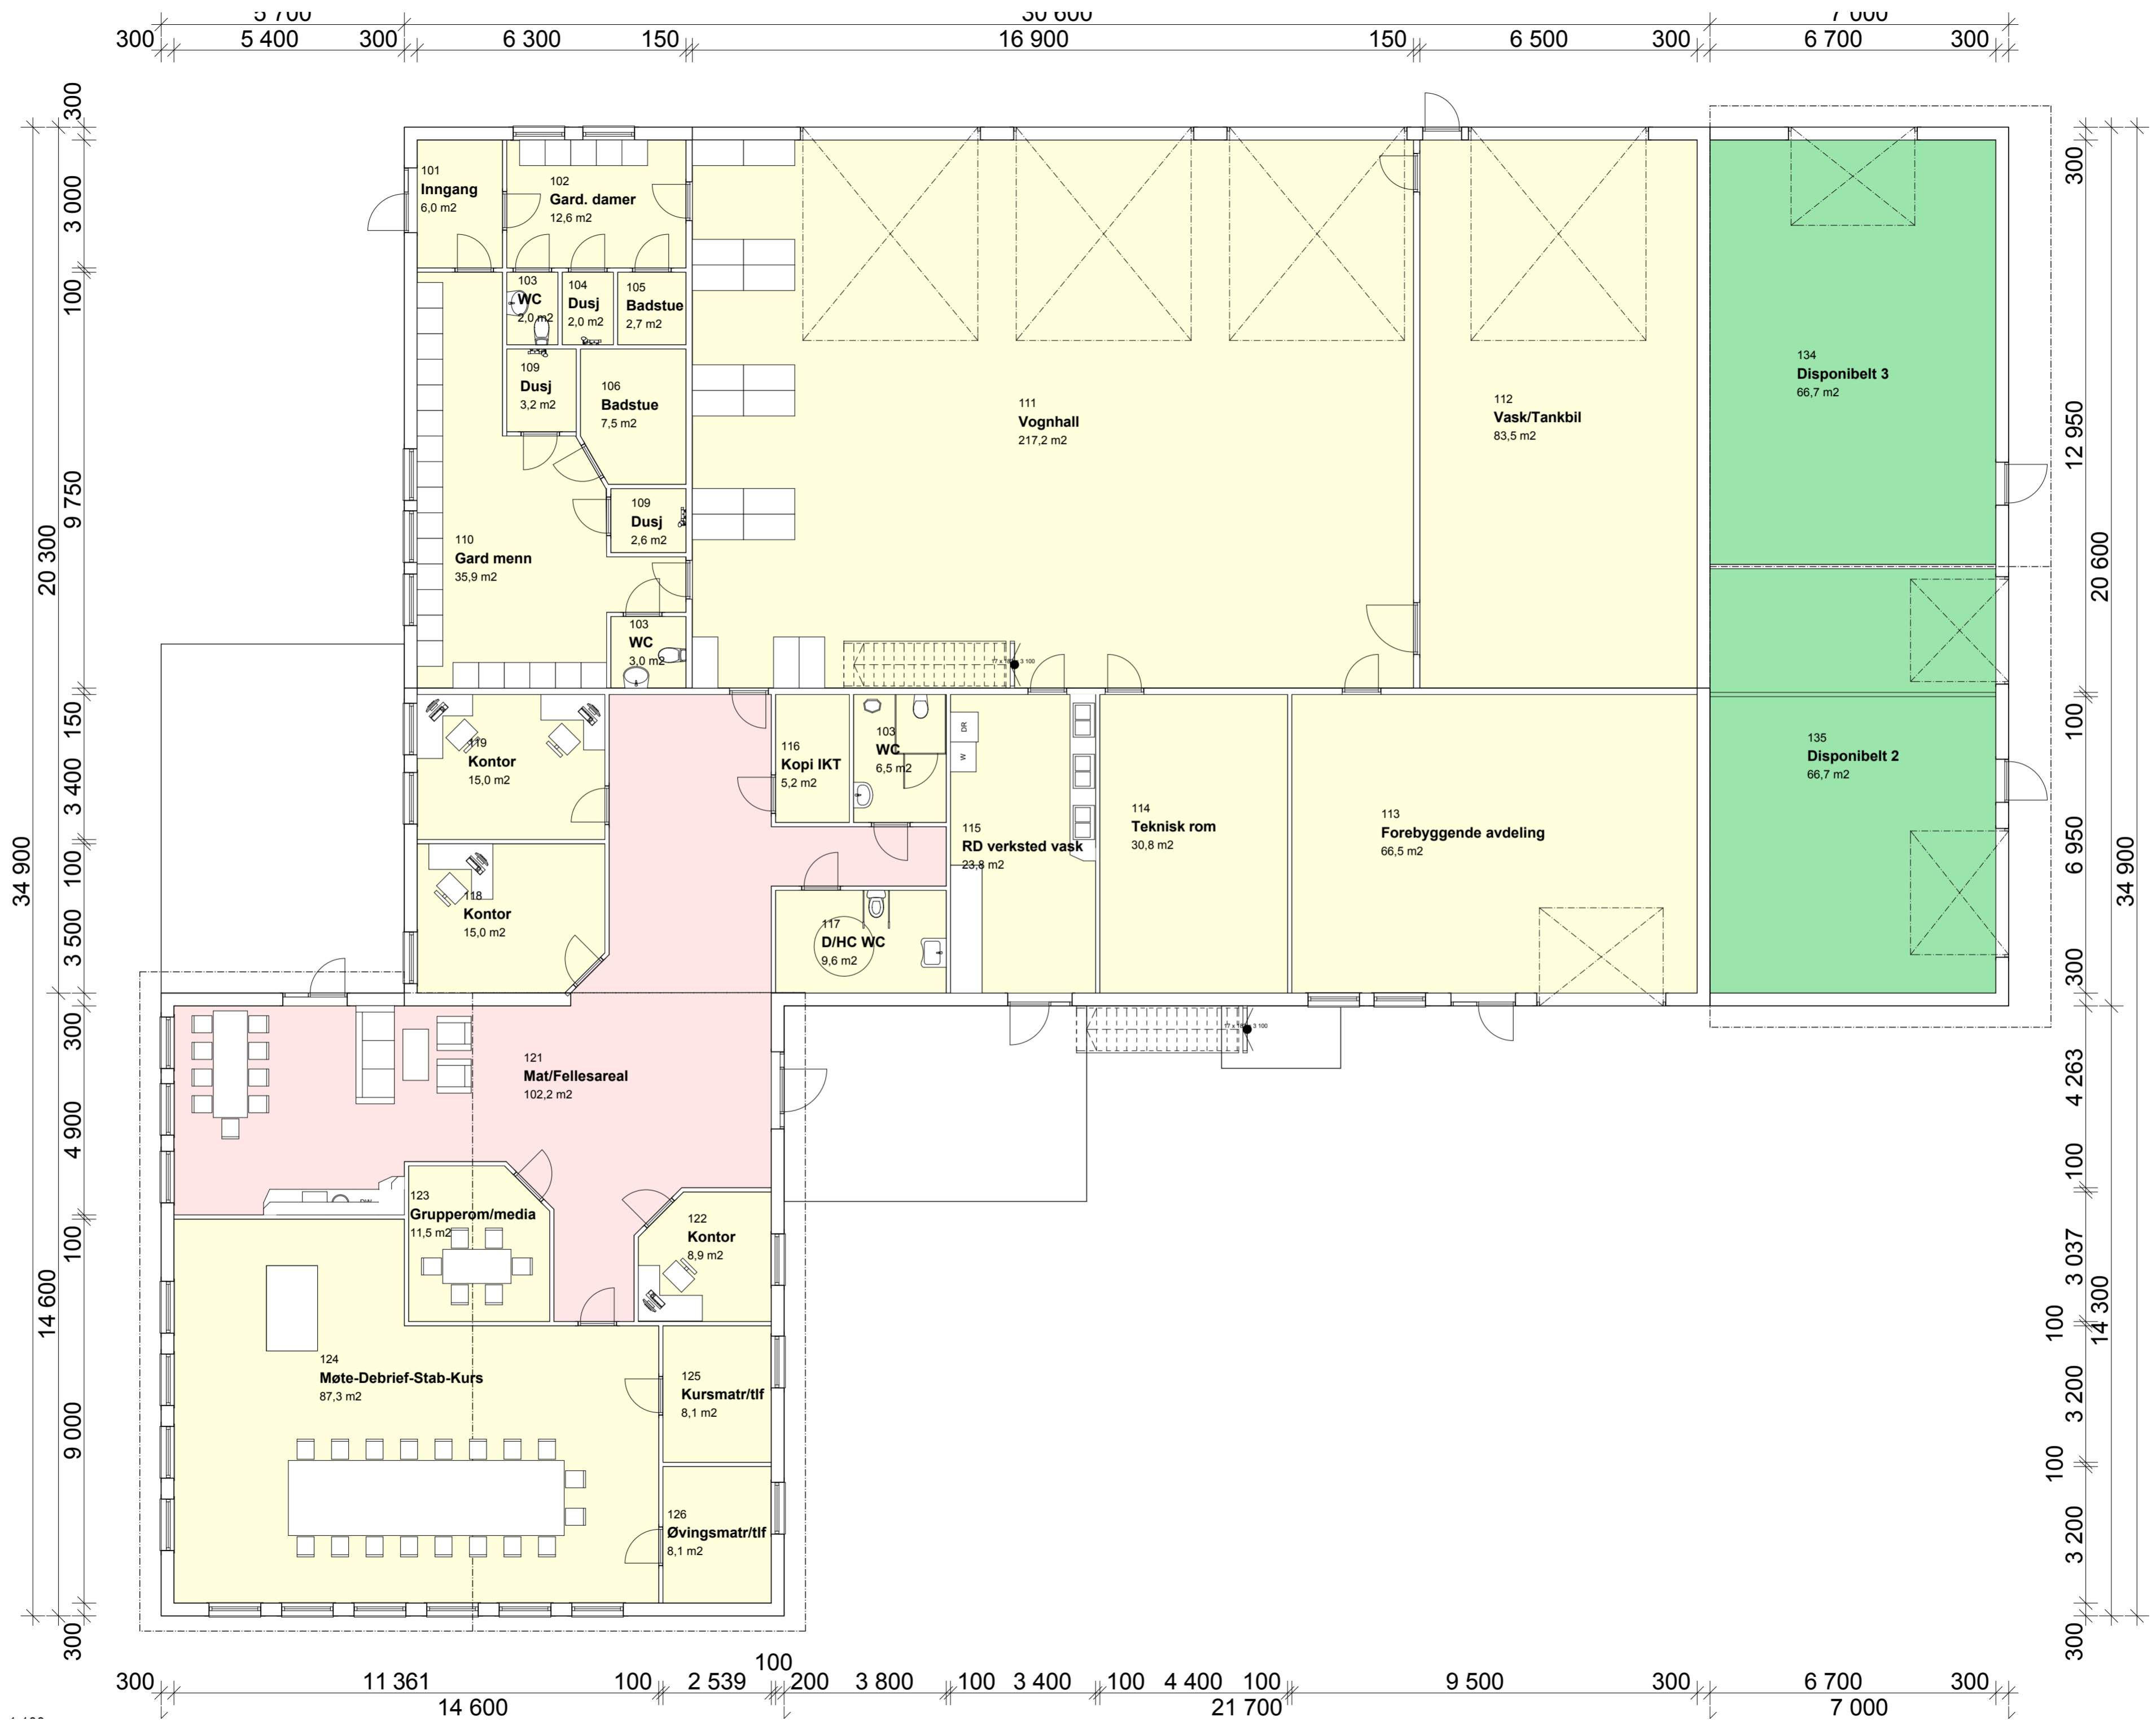 5 700
30 600
7 000
300
5 400
300
6 300
150
16 900
150
6 500
300
6 700
300
101
Inngang
6,0 m2
102
Gard. damer
12,6 m2
103
WC
2,0 m2
104
Dusj
2,0 m2
105
Badstue
2,7 m2
109
Dusj
3,2 m2
106
Badstue
7,5 m2
109
Dusj
2,6 m2
110
Gard menn
35,9 m2
103
WC
3,0 m2
111
Vognhall
217,2 m2
112
Vask/Tankbil
83,5 m2
134
Disponibelt 3
66,7 m2
135
Disponibelt 2
66,7 m2
119
Kontor
15,0 m2
118
Kontor
15,0 m2
116
Kopi IKT
5,2 m2
103
WC
6,5 m2
DR
W
115
RD verksted vask
23,8 m2
114
Teknisk rom
30,8 m2
113
Forebyggende avdeling
66,5 m2
117
D/HC WC
9,6 m2
121
Mat/Fellesareal
102,2 m2
123
Grupperom/media
11,5 m2
122
Kontor
8,9 m2
124
Møte-Debrief-Stab-Kurs
87,3 m2
125
Kursmatr/tlf
8,1 m2
126
Øvingsmatr/tlf
8,1 m2
300
3 000
100
9 750
150
3 400
100
3 500
300
4 900
100
9 000
300
20 300
14 600
34 900
300
12 950
100
6 950
300
4 263
100
3 037
100
3 200
100
3 200
300
20 600
14 300
34 900
300
11 361
100
2 539
100
200
3 800
100
3 400
100
4 400
100
9 500
300
6 700
300
14 600
21 700
7 000